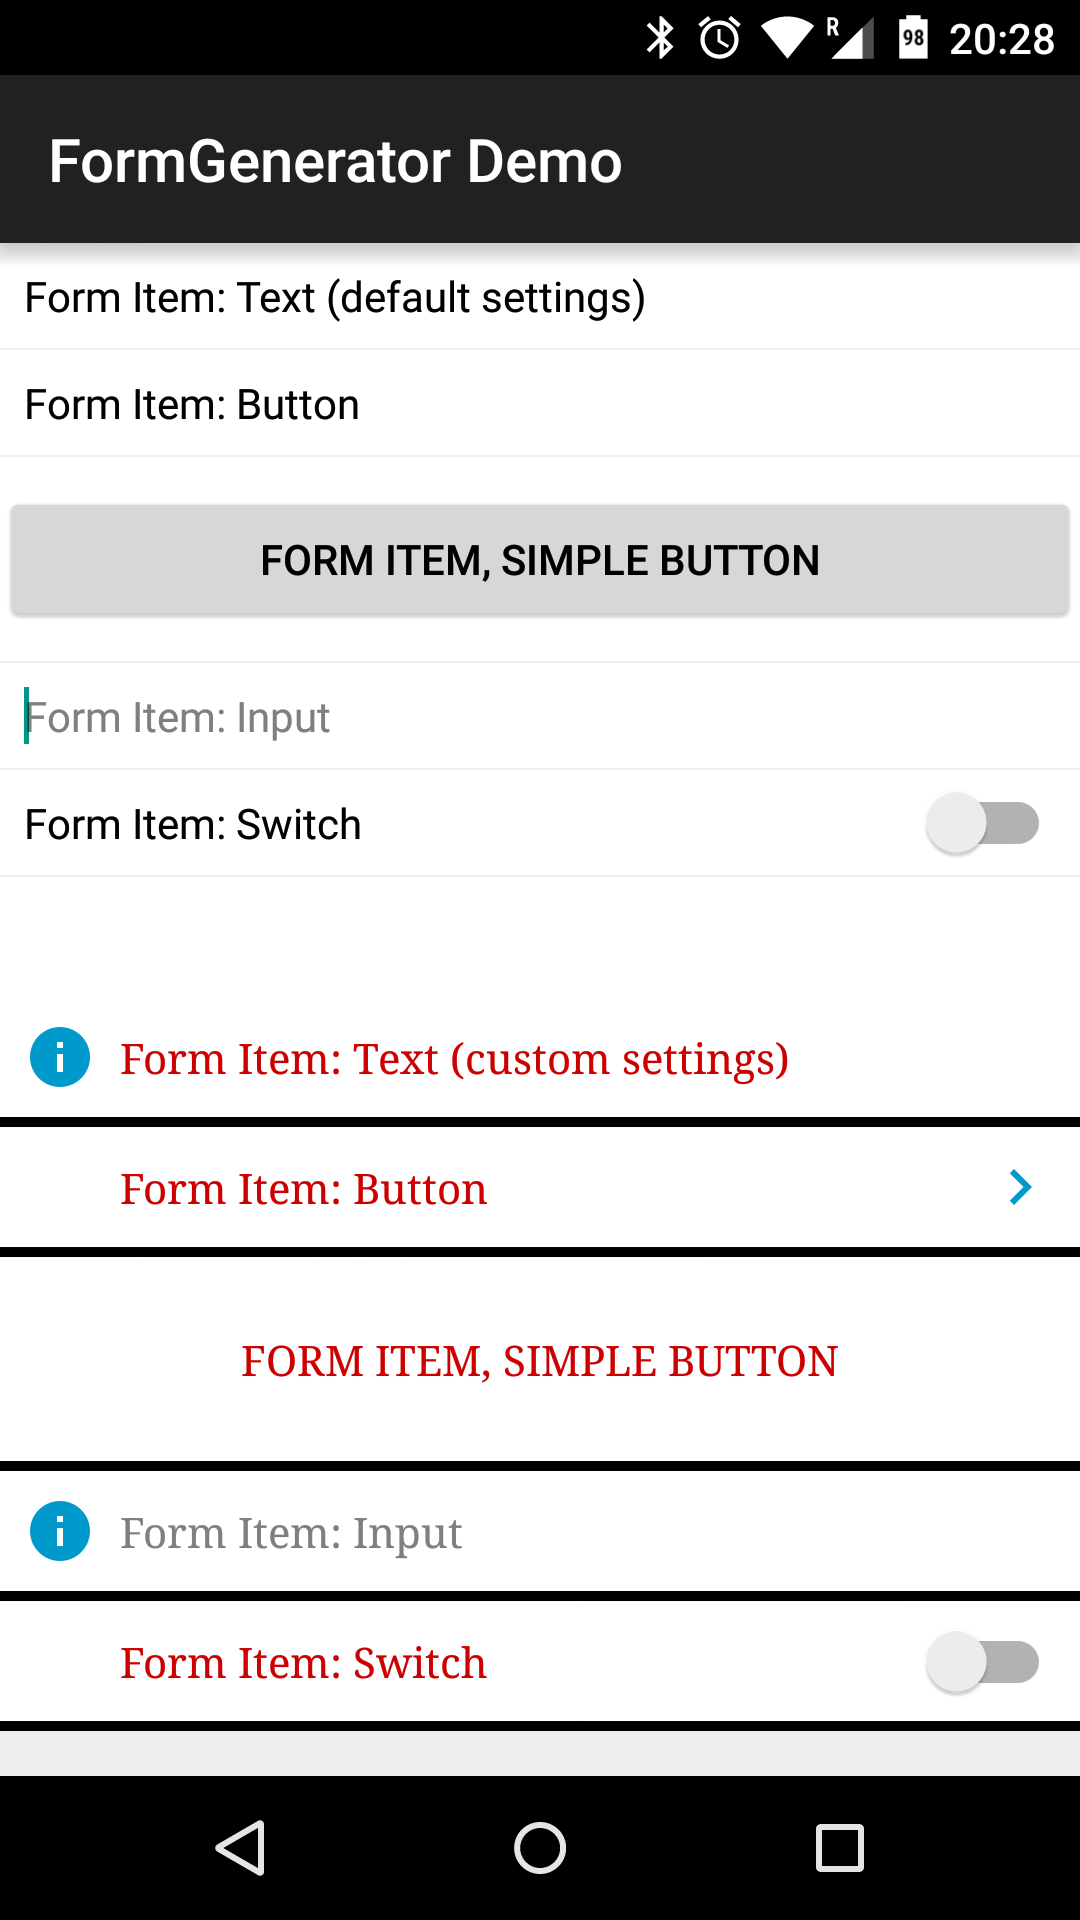 R 98 20:28
FormGenerator Demo
Form Item: Text (default settings)
Form Item: Button
FORM ITEM, SIMPLE BUTTON
Form Item: Input
Form Item: Switch
Form Item: Text (custom settings)
Form Item: Button
FORM ITEM, SIMPLE BUTTON
Form Item: Input
Form Item: Switch